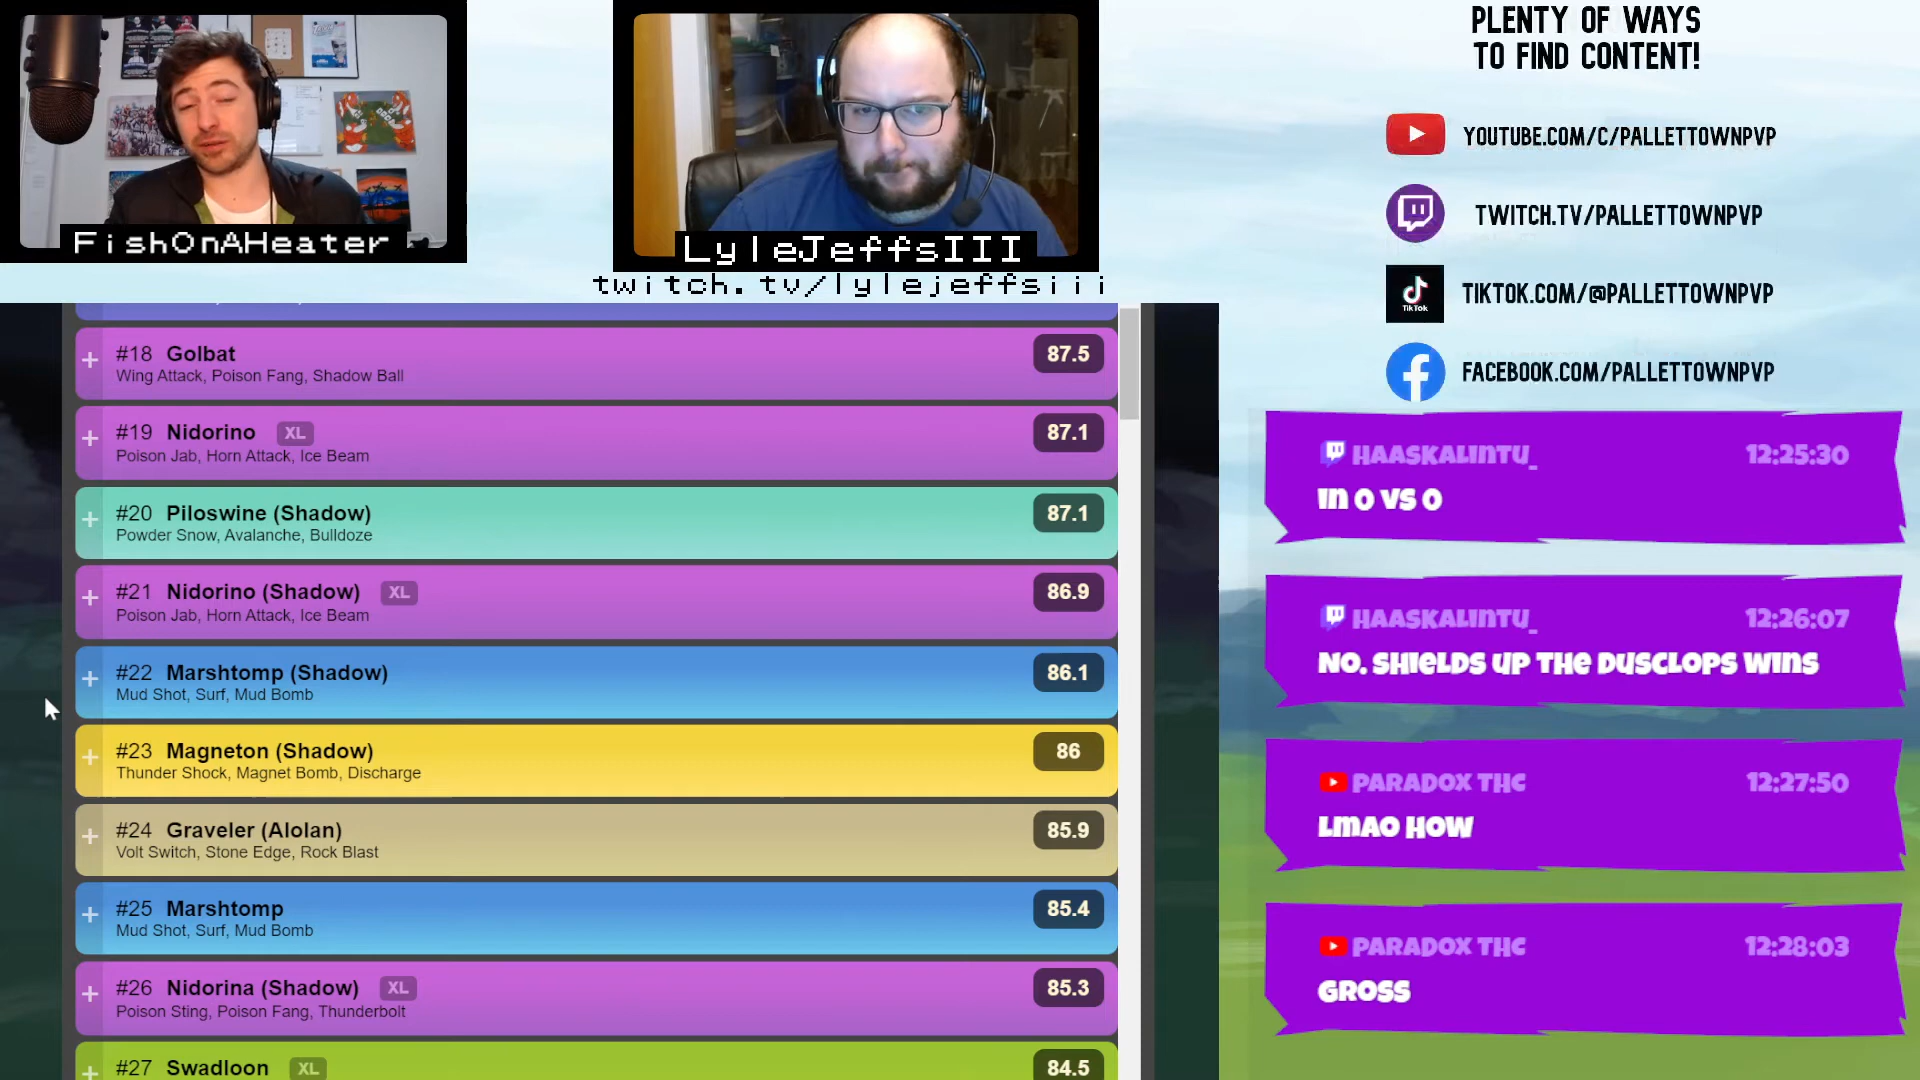 FishOnAHeater
LyleJeffsIII
twitch.tv/lylejeffsiii
#18 Golbat
87.5
Wing Attack, Poison Fang, Shadow Ball
#19 Nidorino XL
87.1
Poison Jab, Horn Attack, Ice Beam
#20 Piloswine (Shadow)
87.1
Powder Snow, Avalanche, Bulldoze
#21 Nidorino (Shadow) XL
86.9
Poison Jab, Horn Attack, Ice Beam
#22 Marshtomp (Shadow)
86.1
Mud Shot, Surf, Mud Bomb
#23 Magneton (Shadow)
86
Thunder Shock, Magnet Bomb, Discharge
#24 Graveler (Alolan)
85.9
Volt Switch, Stone Edge, Rock Blast
#25 Marshtomp
85.4
Mud Shot, Surf, Mud Bomb
#26 Nidorina (Shadow) XL
85.3
Poison Sting, Poison Fang, Thunderbolt
#27 Swadloon XL
84.5
PLENTY OF WAYS
TO FIND CONTENT!
YOUTUBE.COM/C/PALLETTOWNPVP
TWITCH.TV/PALLETTOWNPVP
TikTok
TIKTOK.COM/@PALLETTOWNPVP
FACEBOOK.COM/PALLETTOWNPVP
HAASKALINTU_ 12:25:30
In 0 vs 0
HAASKALINTU_ 12:26:07
No. Shields up the Dusclops wins
PARADOX THC 12:27:50
Lmao how
PARADOX THC 12:28:03
Gross